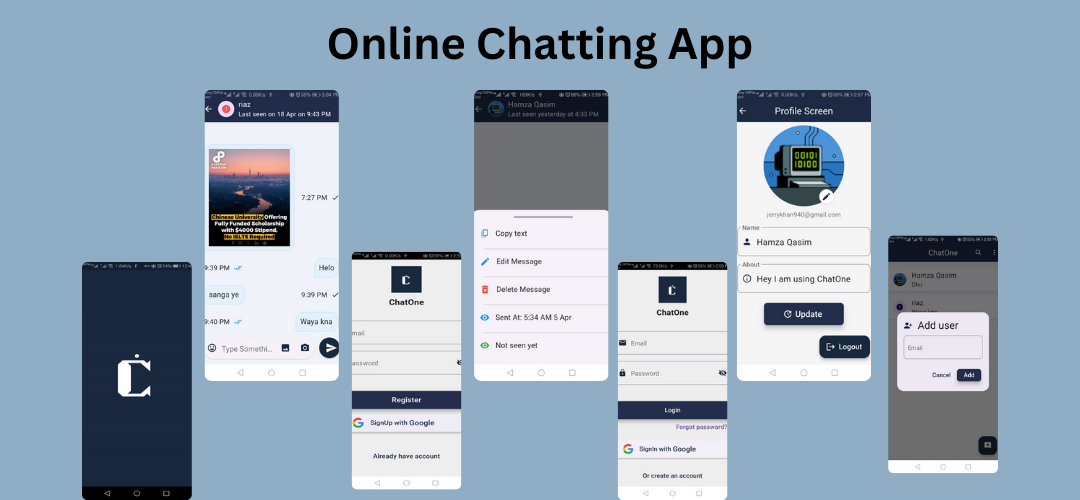 Online Chatting App
riaz
Last seen on 18 Apr on 9:43 PM
Chinese University Offering
Fully Funded Scholarship
with $4000 Stipend.
No IELTS Required
7:27 PM
9:39 PM
Helo
sanga ye
9:39 PM
9:40 PM
Waya kna
Type Somethi...
ChatOne
mail
assword
Register
SignUp with Google
Already have account
Hamza Qasim
Last seen yesterday at 4:33 PM
Copy text
Edit Message
Delete Message
Sent At: 5:34 AM 5 Apr
Not seen yet
ChatOne
Email
Password
Login
Forgot password?
SignIn with Google
Or create an account
Profile Screen
00101
10100
jerrykhan940@gmail.com
Name
Hamza Qasim
About
Hey I am using ChatOne
Update
Logout
ChatOne
Hamza Qasim
riaz
Add user
Email
Cancel
Add